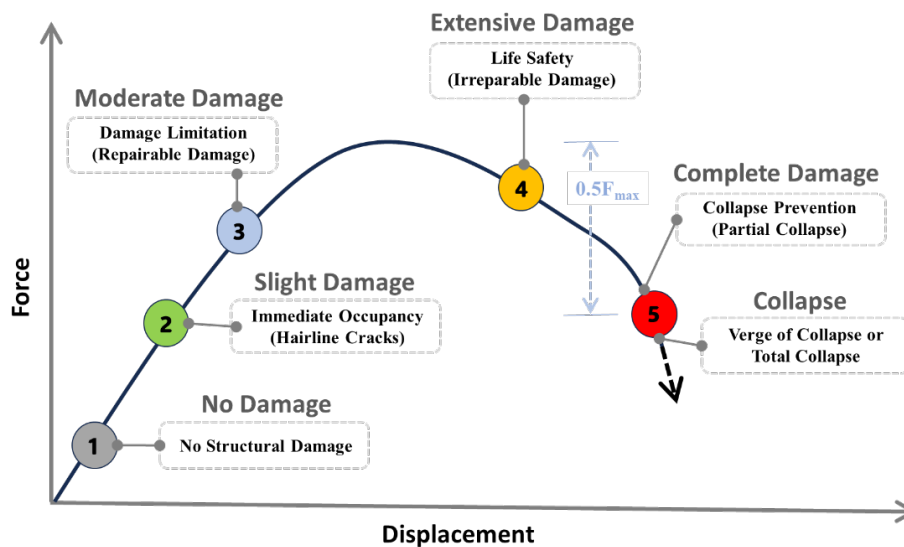 Extensive Damage
Life Safety
(Irreparable Damage)
Moderate Damage
Damage Limitation
(Repairable Damage)
4
0.5Fmax
Complete Damage
Collapse Prevention
(Partial Collapse)
3
Slight Damage
Immediate Occupancy
(Hairline Cracks)
2
5
Collapse
Verge of Collapse or
Total Collapse
No Damage
No Structural Damage
1
Force
Displacement